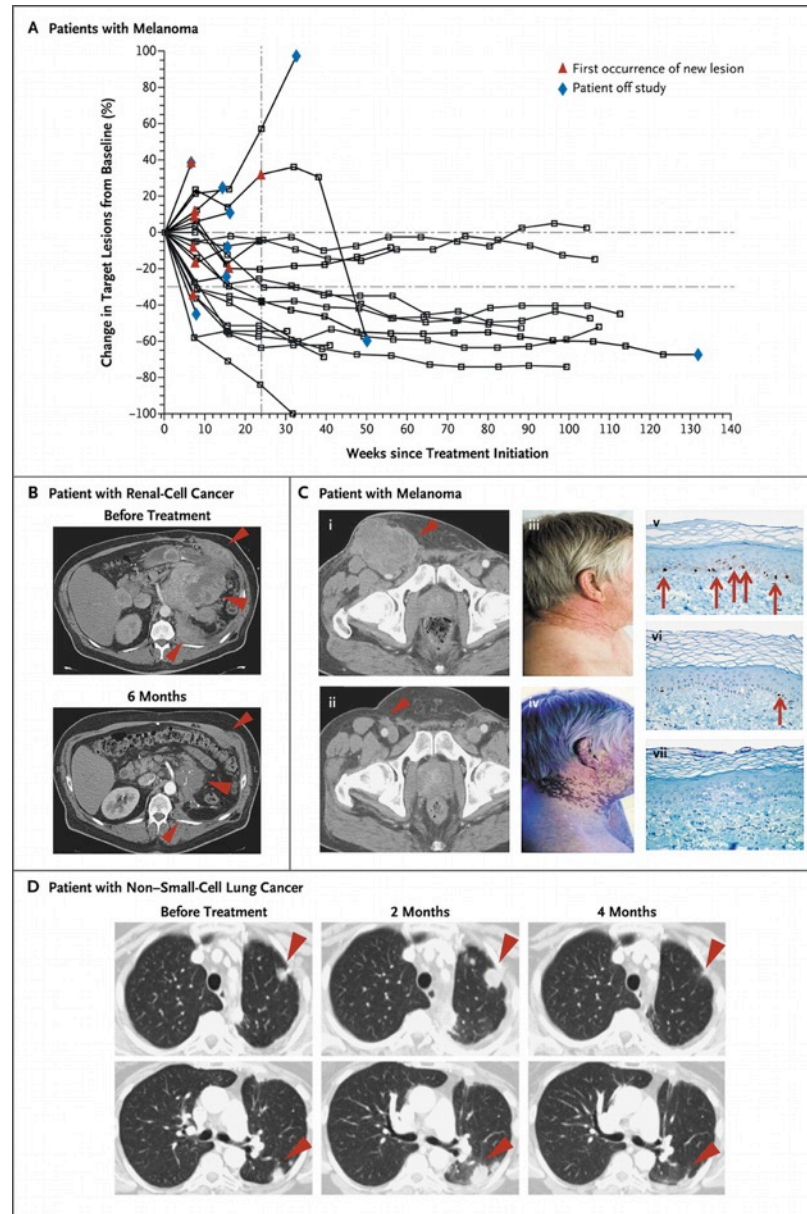 A Patients with Melanoma
100
80
60
40
20
0
−20
−40
−60
−80
−100
Change in Target Lesions from Baseline (%)
First occurrence of new lesion
Patient off study
0 10 20 30 40 50 60 70 80 90 100 110 120 130 140
Weeks since Treatment Initiation
B Patient with Renal-Cell Cancer
Before Treatment
6 Months
C Patient with Melanoma
i
ii
iii
iv
v
vi
vii
D Patient with Non–Small-Cell Lung Cancer
Before Treatment 2 Months 4 Months